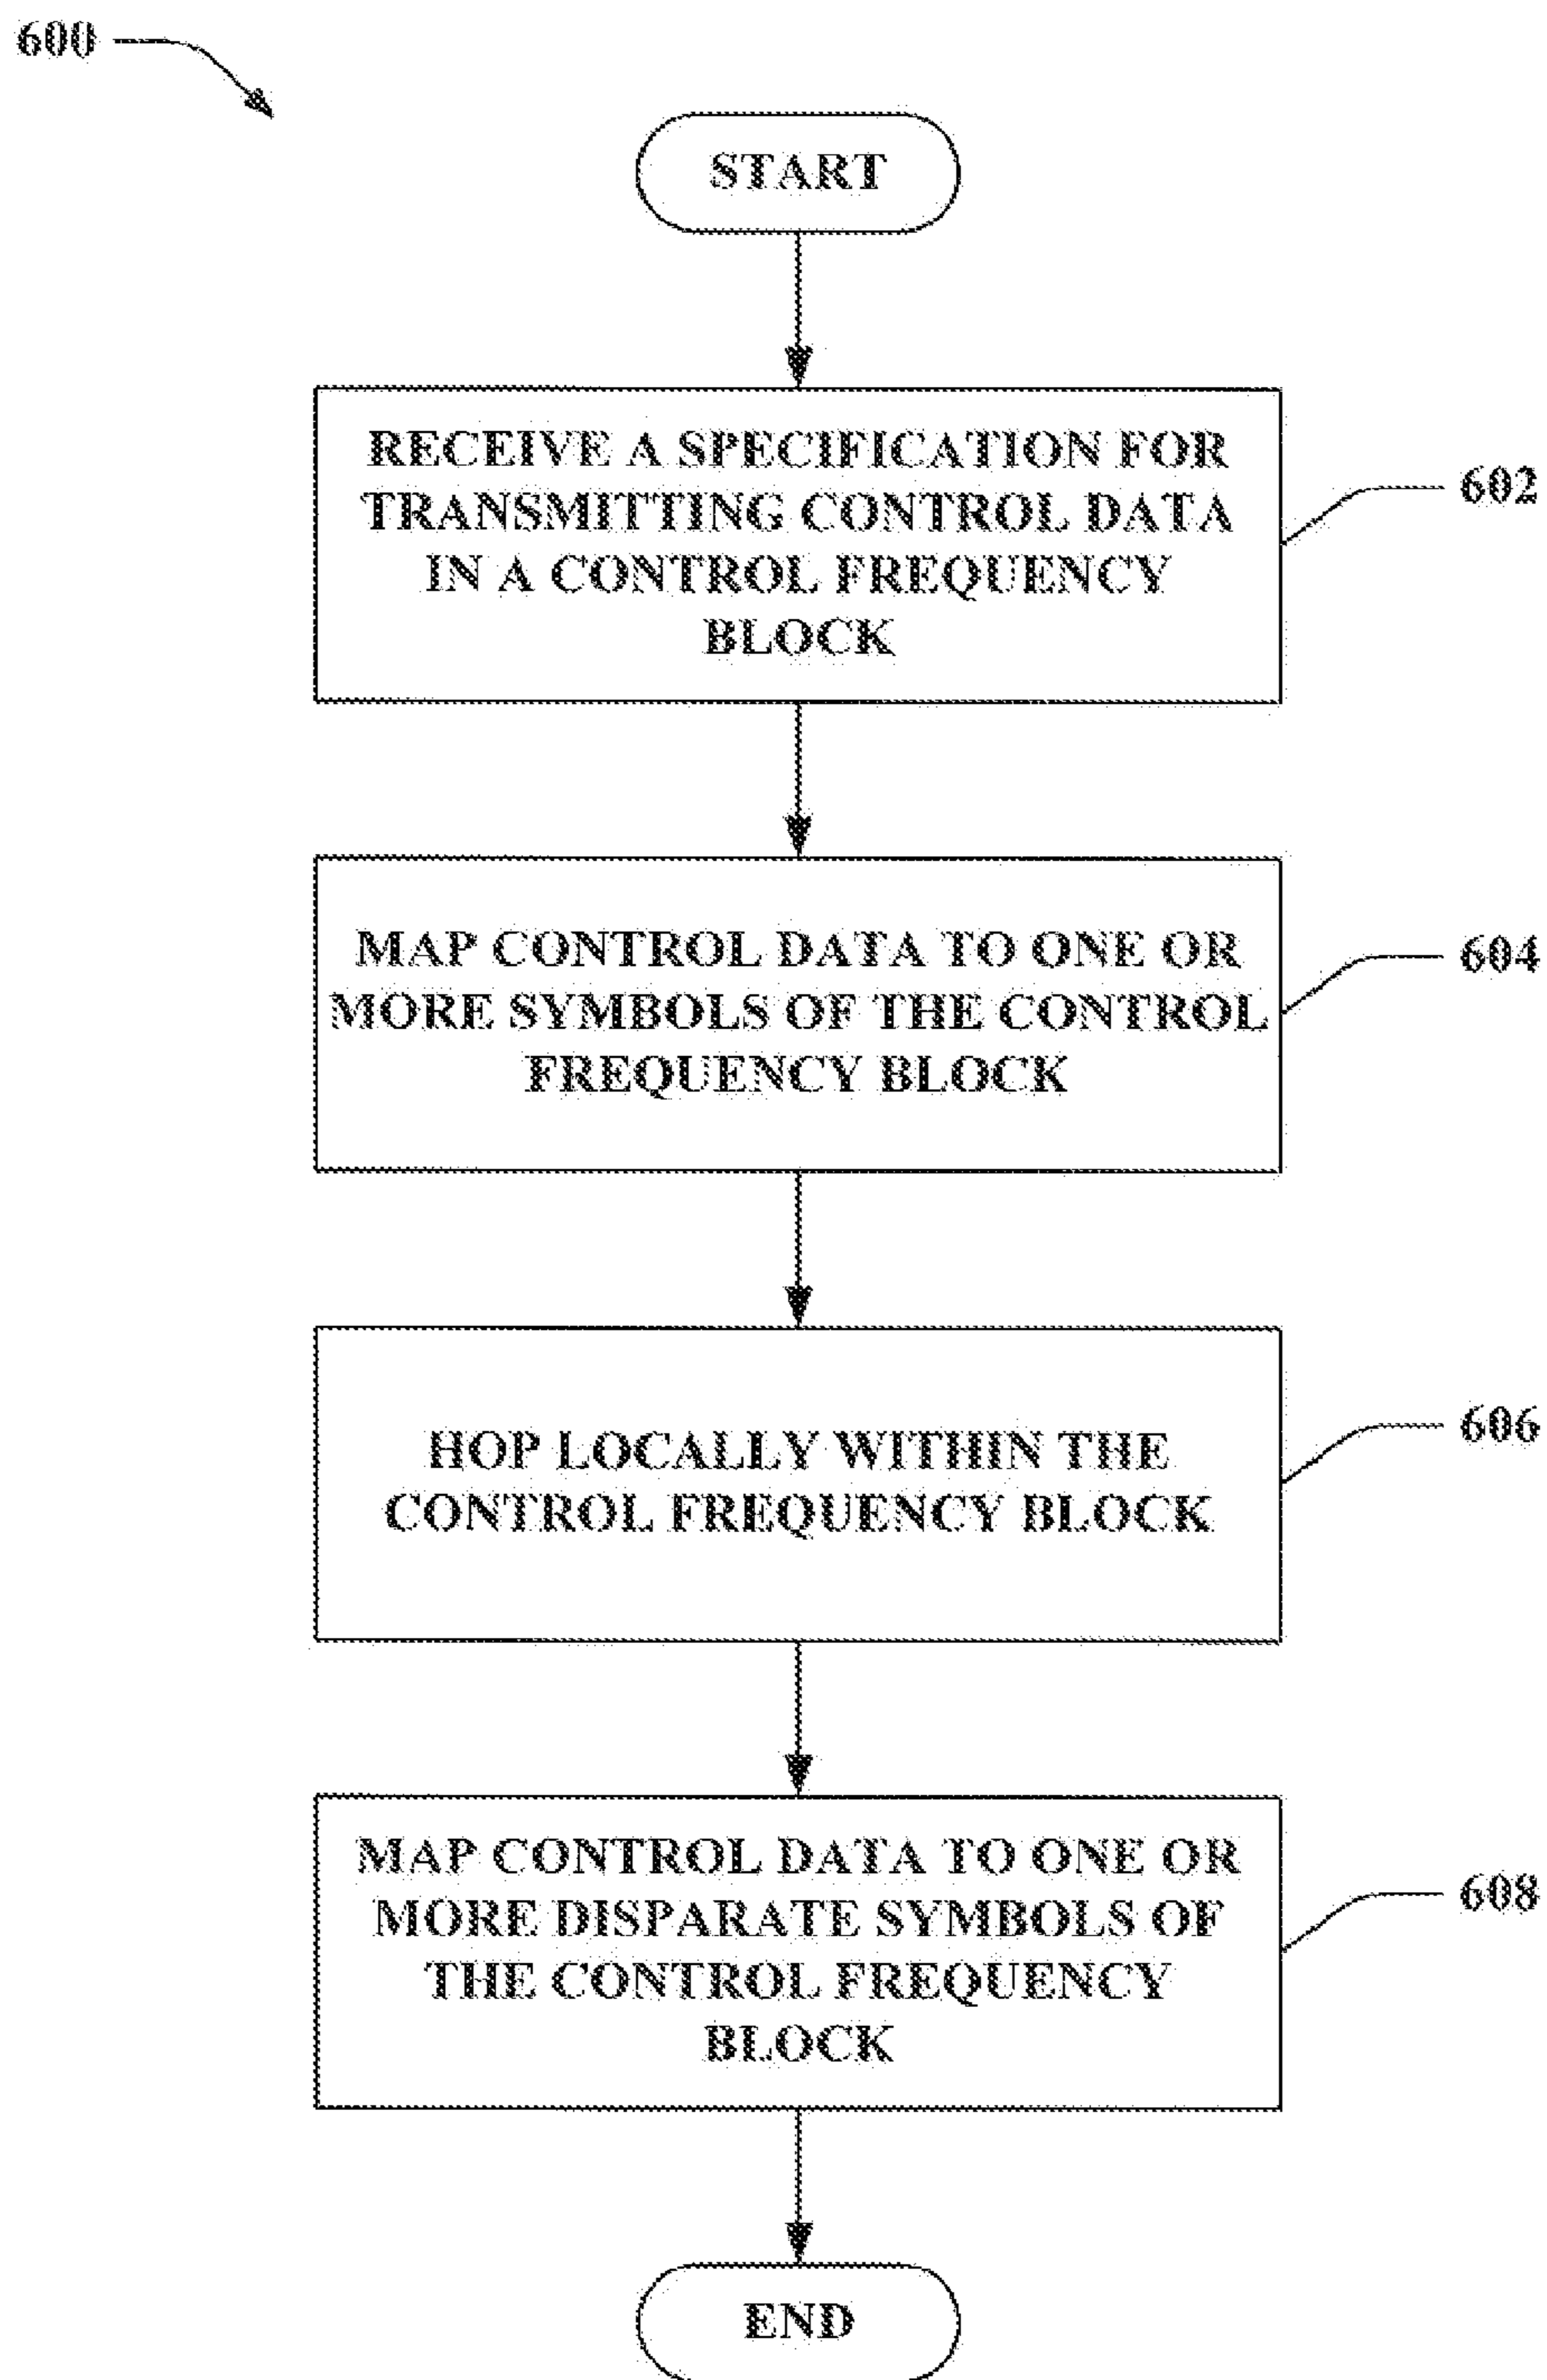 600
START
RECEIVE A SPECIFICATION FOR
TRANSMITTING CONTROL DATA
IN A CONTROL FREQUENCY
BLOCK
602
MAP CONTROL DATA TO ONE OR
MORE SYMBOLS OF THE CONTROL
FREQUENCY BLOCK
604
HOP LOCALLY WITHIN THE
CONTROL FREQUENCY BLOCK
606
MAP CONTROL DATA TO ONE OR
MORE DISPARATE SYMBOLS OF
THE CONTROL FREQUENCY
BLOCK
608
END